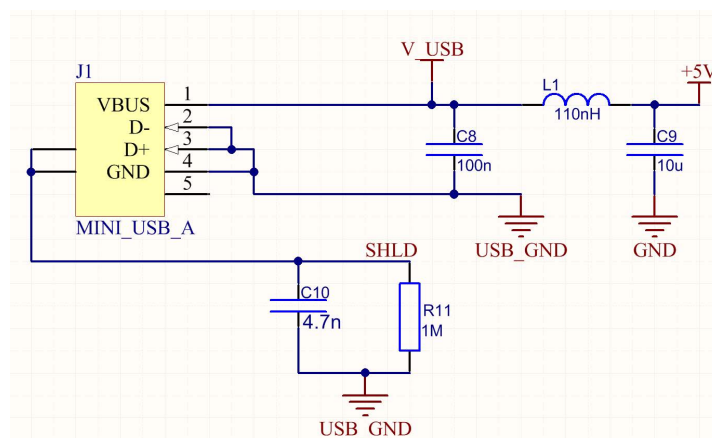 V_USB
J1
L1
+5V
VBUS 1
110nH
D- 2
D+ 3
C8
C9
GND 4
100n
10u
5
MINI_USB_A
USB_GND
GND
SHLD
C10
4.7n
R11
1M
USB_GND